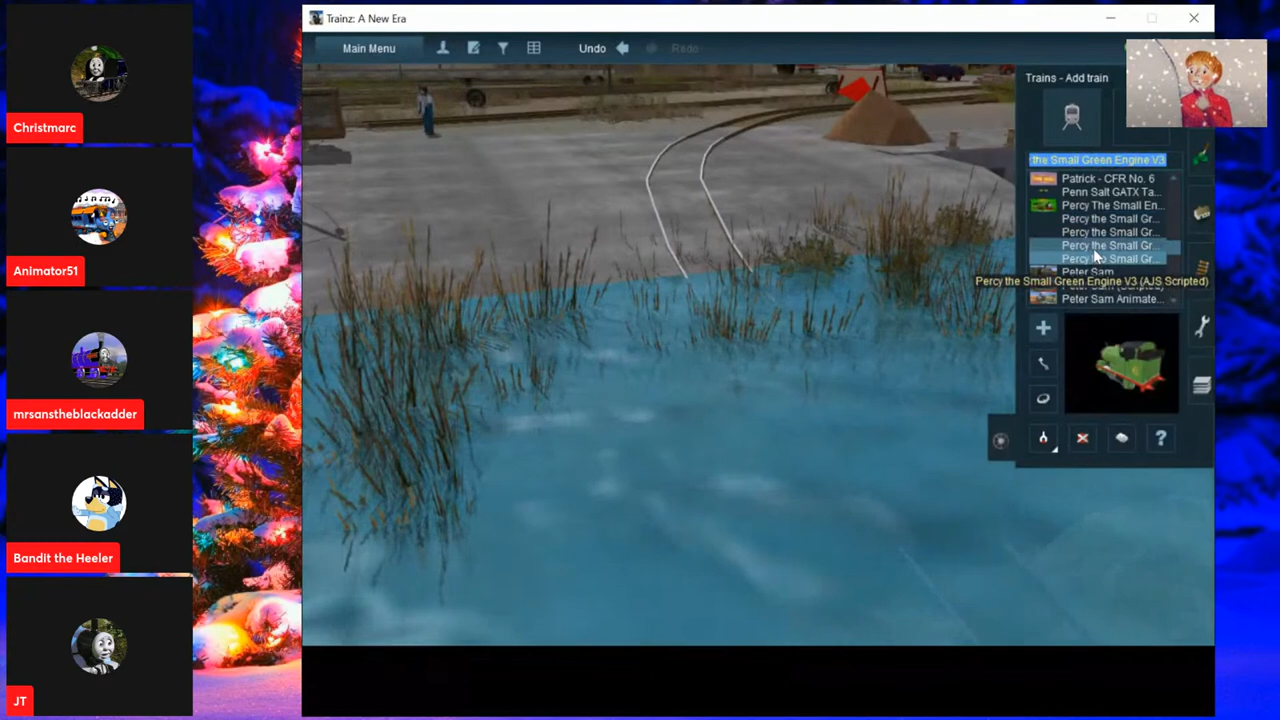 Christmarc
Animator51
mrsanstheblackadder
Bandit the Heeler
JT
Trainz: A New Era
Main Menu
Undo
Redo
Trains - Add train
the Small Green Engine V3
Patrick - CFR No. 6
Penn Salt GATX Ta...
Percy The Small En...
Percy the Small Gr...
Percy the Small Gr...
Percy the Small Gr...
Percy the Small Gr...
Peter Sam
Percy the Small Green Engine V3 (AJS Scripted)
Peter Sam Animate...
?